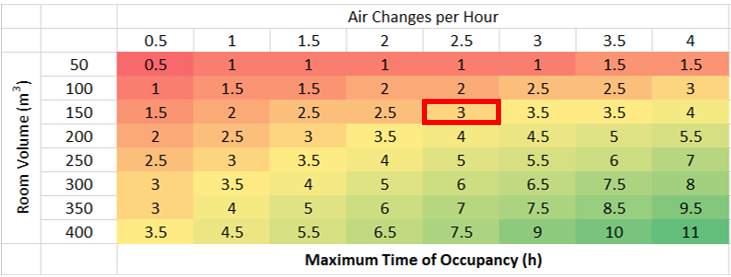 Air Changes per Hour
0.5 1 1.5 2 2.5 3 3.5 4
Room Volume (m³)
50 0.5 1 1 1 1 1 1.5 1.5
100 1 1.5 1.5 2 2 2.5 2.5 3
150 1.5 2 2.5 2.5 3 3.5 3.5 4
200 2 2.5 3 3.5 4 4.5 5 5.5
250 2.5 3 3.5 4 5 5.5 6 7
300 3 3.5 4 5 6 6.5 7.5 8
350 3 4 5 6 7 7.5 8.5 9.5
400 3.5 4.5 5.5 6.5 7.5 9 10 11
Maximum Time of Occupancy (h)